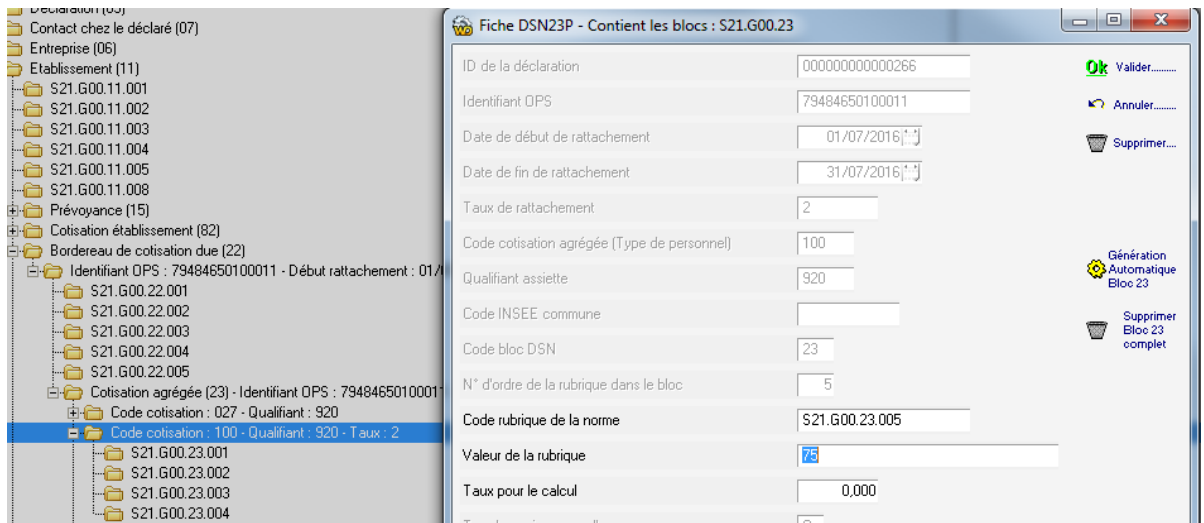 Déclaration (05)
Contact chez le déclaré (07)
Entreprise (06)
Etablissement (11)
S21.G00.11.001
S21.G00.11.002
S21.G00.11.003
S21.G00.11.004
S21.G00.11.005
S21.G00.11.008
Prévoyance (15)
Cotisation établissement (82)
Bordereau de cotisation due (22)
Identifiant OPS : 79484650100011 - Début rattachement : 01/0
S21.G00.22.001
S21.G00.22.002
S21.G00.22.003
S21.G00.22.004
S21.G00.22.005
Cotisation agrégée (23) - Identifiant OPS : 79484650100011
Code cotisation : 027 - Qualifiant : 920
Code cotisation : 100 - Qualifiant : 920 - Taux : 2
S21.G00.23.001
S21.G00.23.002
S21.G00.23.003
S21.G00.23.004
Fiche DSN23P - Contient les blocs : S21.G00.23
ID de la déclaration 000000000000266
Identifiant OPS 79484650100011
Date de début de rattachement 01/07/2016
Date de fin de rattachement 31/07/2016
Taux de rattachement 2
Code cotisation agrégée (Type de personnel) 100
Qualifiant assiette 920
Code INSEE commune
Code bloc DSN 23
N° d'ordre de la rubrique dans le bloc 5
Code rubrique de la norme S21.G00.23.005
Valeur de la rubrique 75
Taux pour le calcul 0,000
Ok Valider.........
Annuler........
Supprimer....
Génération
Automatique
Bloc 23
Supprimer
Bloc 23
complet